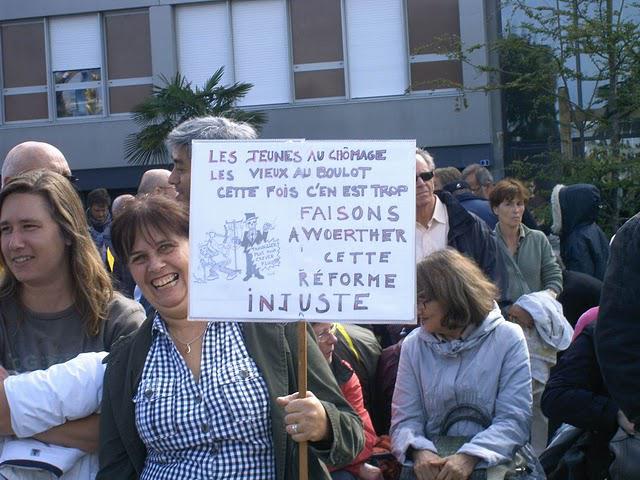 LES JEUNES AU CHÔMAGE
LES VIEUX AU BOULOT
CETTE FOIS C'EN EST TROP
FAISONS
AWOERTHER
CETTE
RÉFORME
INJUSTE